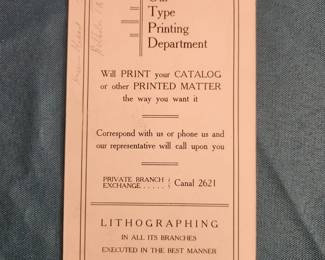 Type
Printing
Department
Will PRINT your CATALOG
or other PRINTED MATTER
the way you want it
Correspond with us or phone us and
our representative will call upon you
PRIVATE BRANCH
EXCHANGE.....
Canal 2621
LITHOGRAPHING
IN ALL ITS BRANCHES
EXECUTED IN THE BEST MANNER